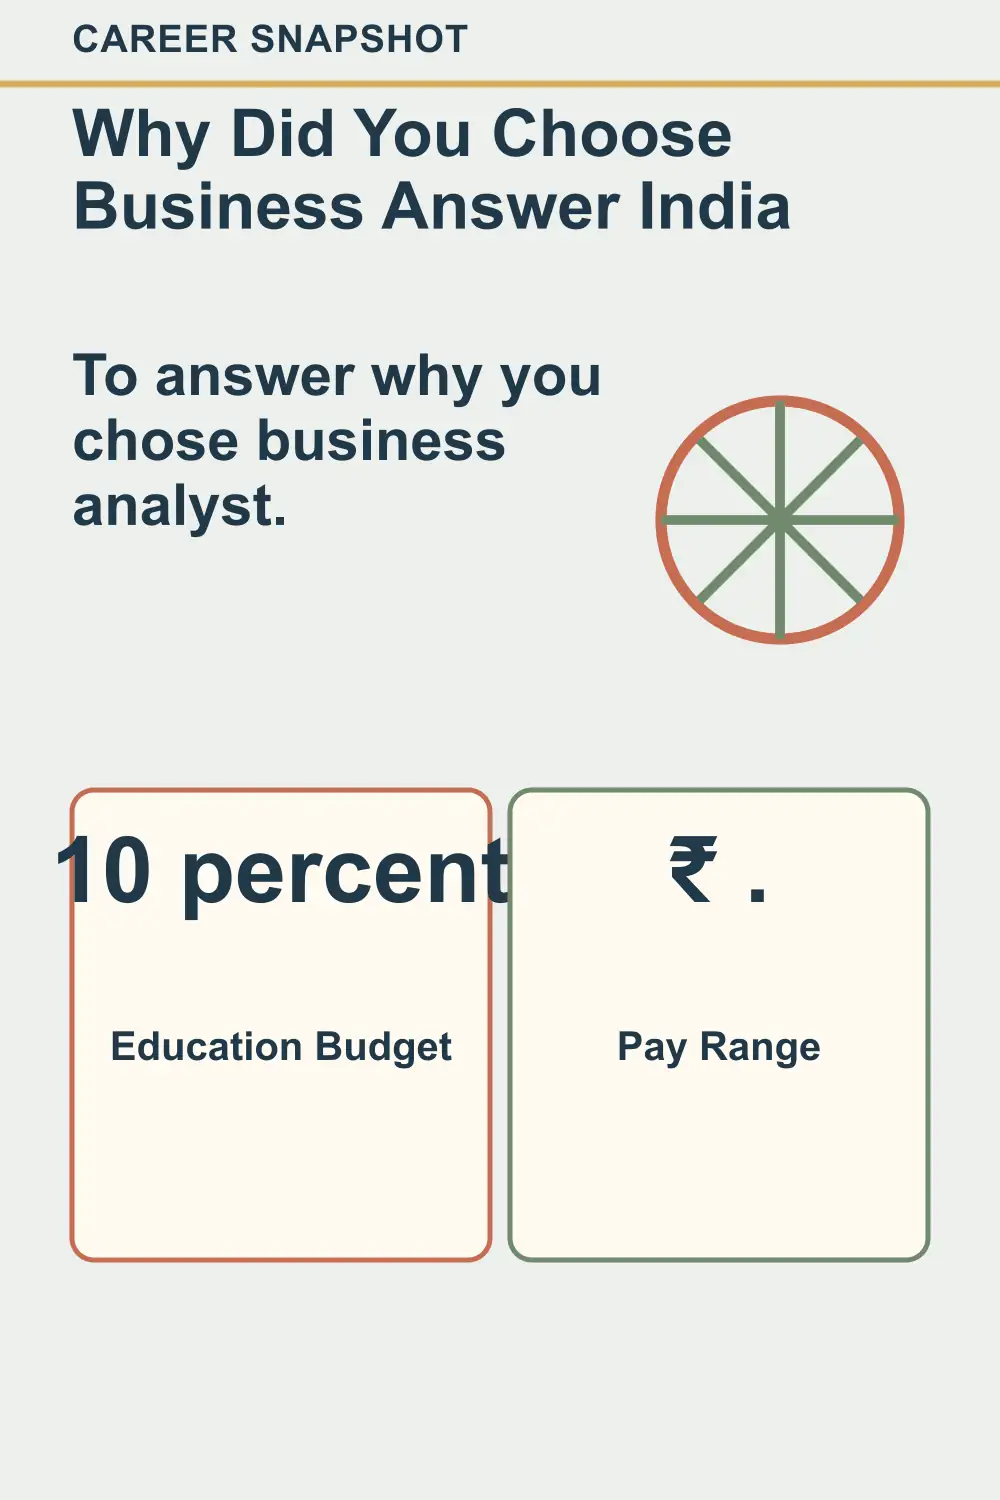 CAREER SNAPSHOT
Why Did You Choose
Business Answer India
To answer why you
chose business
analyst.
10 percent
₹ .
Education Budget
Pay Range